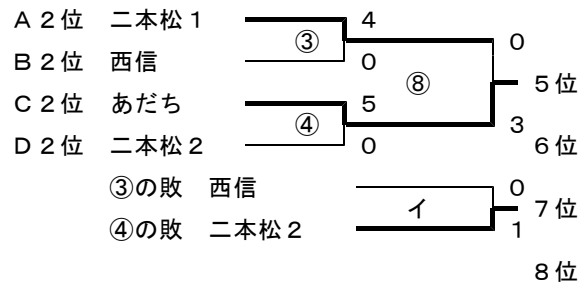 A2位 二本松1 4
③ 0
B2位 西信 0
⑧ 5位
C2位 あだち 5
④ 3
D2位 二本松2 0 6位
③の敗 西信 0
イ 7位
④の敗 二本松2 1
8位